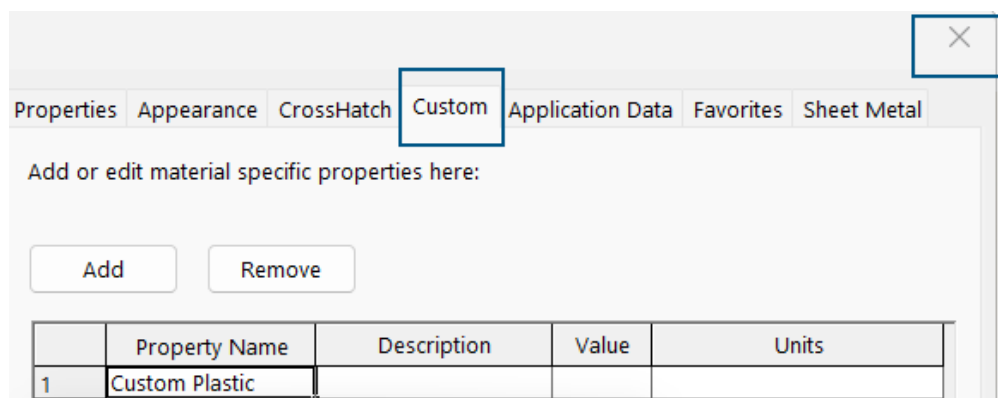 Properties Appearance CrossHatch Custom Application Data Favorites Sheet Metal
Add or edit material specific properties here:
Add Remove
Property Name Description Value Units
1 Custom Plastic